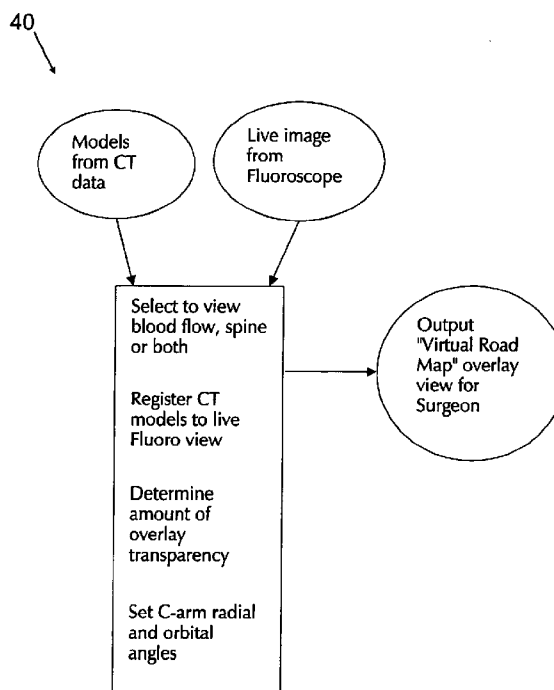 40
Models
from CT
data
Live image
from
Fluoroscope
Select to view
blood flow, spine
or both
Register CT
models to live
Fluoro view
Determine
amount of
overlay
transparency
Set C-arm radial
and orbital
angles
Output
"Virtual Road
Map" overlay
view for
Surgeon